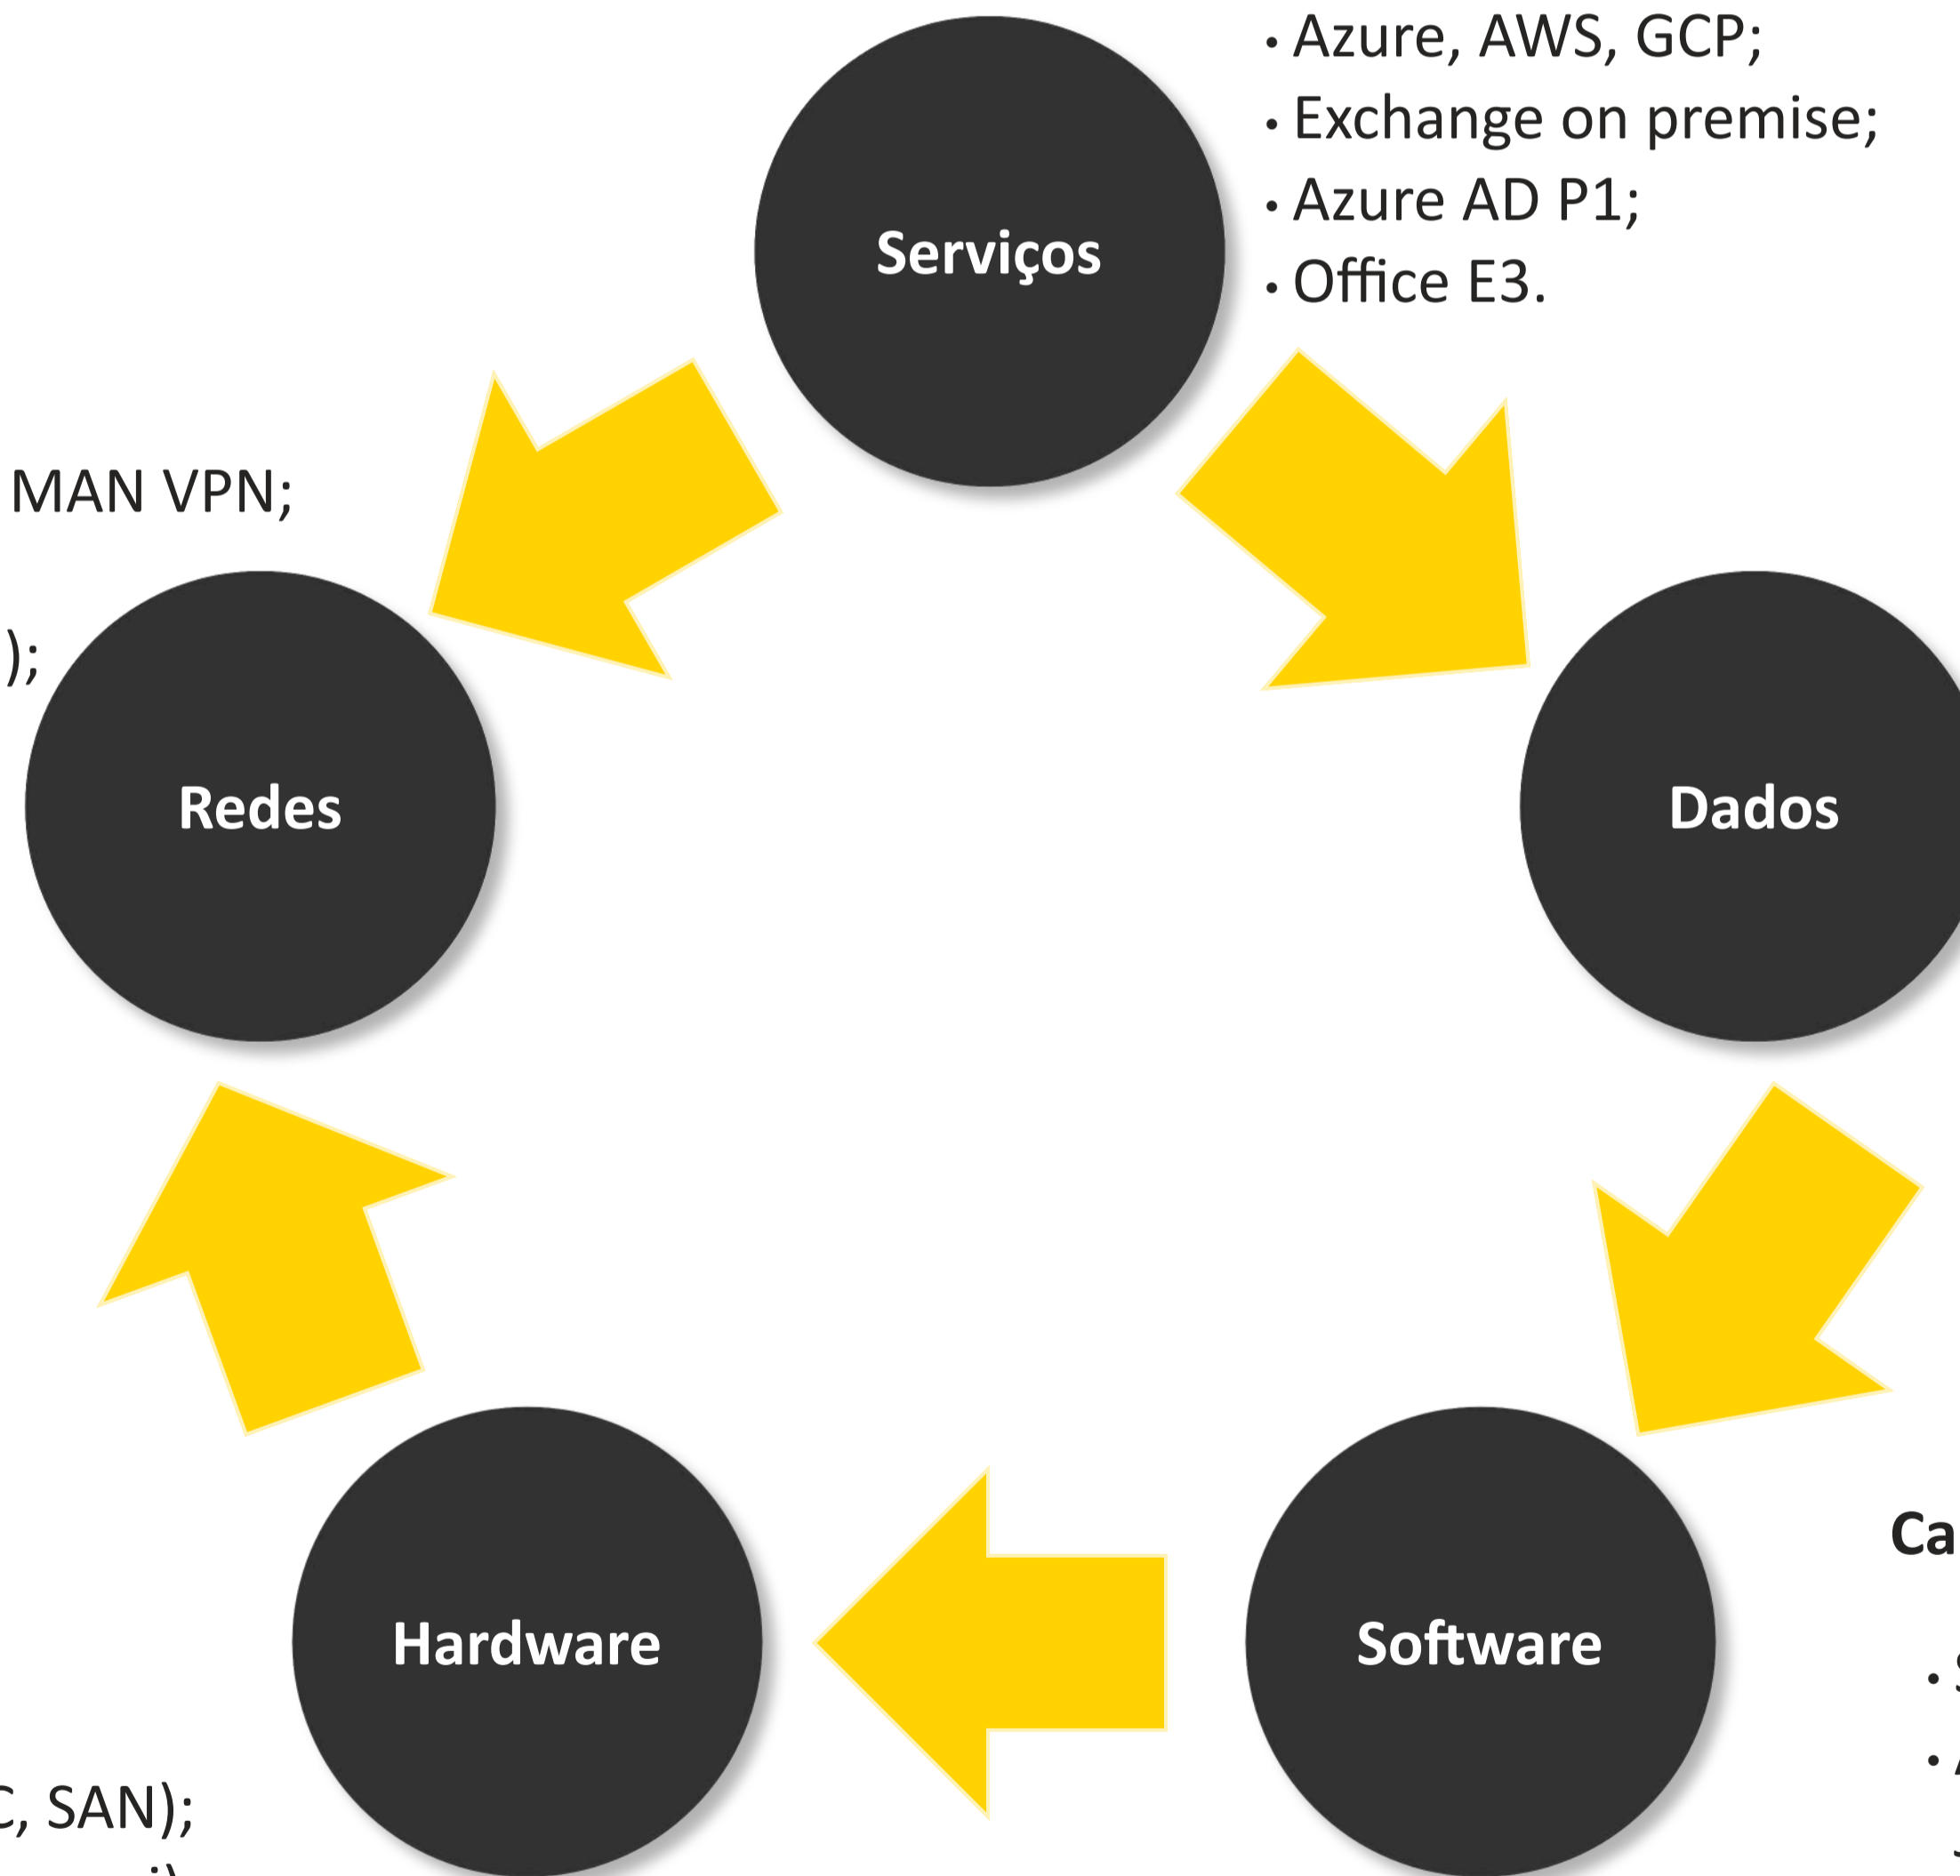 • Azure, AWS, GCP;
• Exchange on premise;
• Azure AD P1;
• Office E3.
Serviços
MAN VPN;
);
Redes
Dados
Hardware
Software
, SAN);